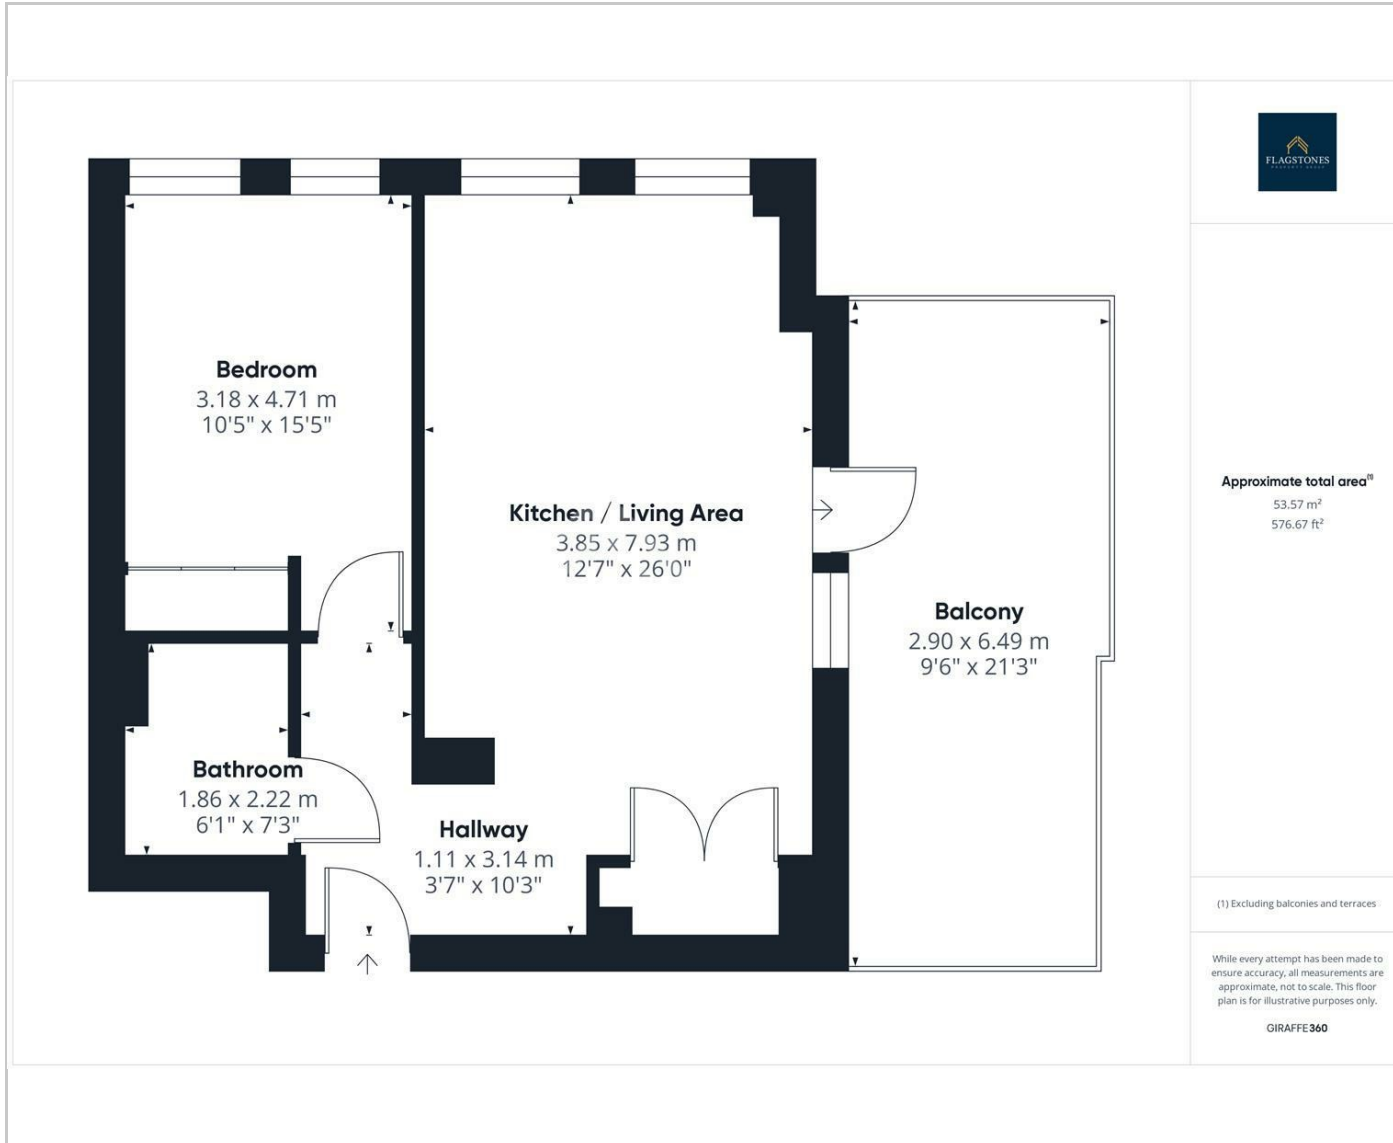 Bedroom
3.18 x 4.71 m
10'5" x 15'5"
Kitchen / Living Area
3.85 x 7.93 m
12'7" x 26'0"
Balcony
2.90 x 6.49 m
9'6" x 21'3"
Bathroom
1.86 x 2.22 m
6'1" x 7'3"
Hallway
1.11 x 3.14 m
3'7" x 10'3"
FLAGSTONES
Approximate total area(1)
53.57 m²
576.67 ft²
(1) Excluding balconies and terraces
While every attempt has been made to
ensure accuracy, all measurements are
approximate, not to scale. This floor
plan is for illustrative purposes only.
GIRAFFE360